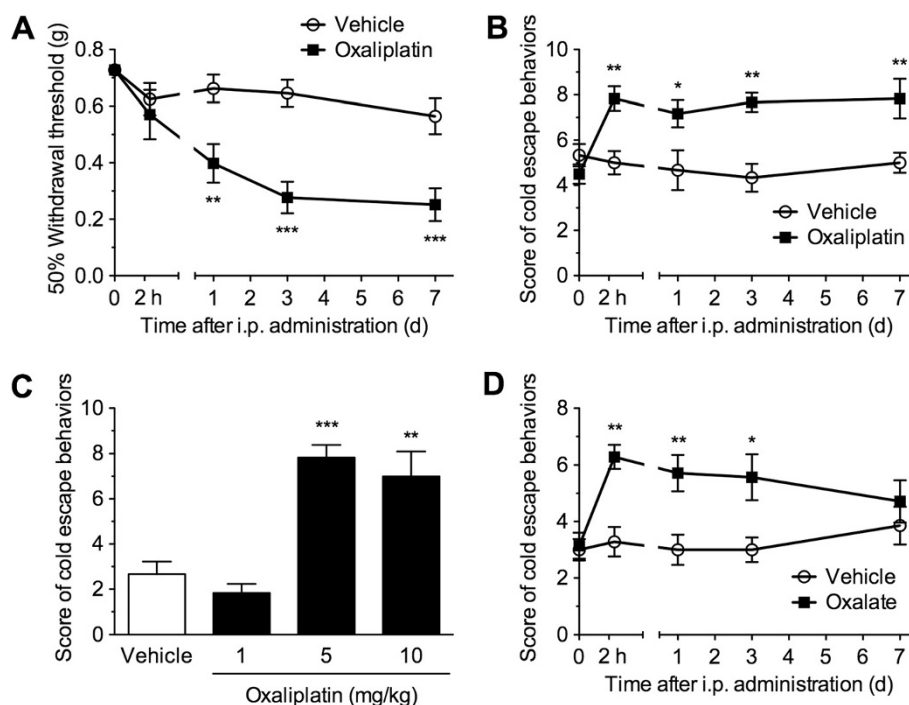 A
Vehicle
Oxaliplatin
50% Withdrawal threshold (g)
0.8
0.6
0.4
0.2
0.0
**
***
***
0 2 h 1 2 3 4 5 6 7
Time after i.p. administration (d)
B
Score of cold escape behaviors
10
8
6
4
2
0
**
*
**
**
Vehicle
Oxaliplatin
0 2 h 1 2 3 4 5 6 7
Time after i.p. administration (d)
C
Score of cold escape behaviors
10
8
6
4
2
0
***
**
Vehicle 1 5 10
Oxaliplatin (mg/kg)
D
Score of cold escape behaviors
8
6
4
2
0
**
**
*
Vehicle
Oxalate
0 2 h 1 2 3 4 5 6 7
Time after i.p. administration (d)